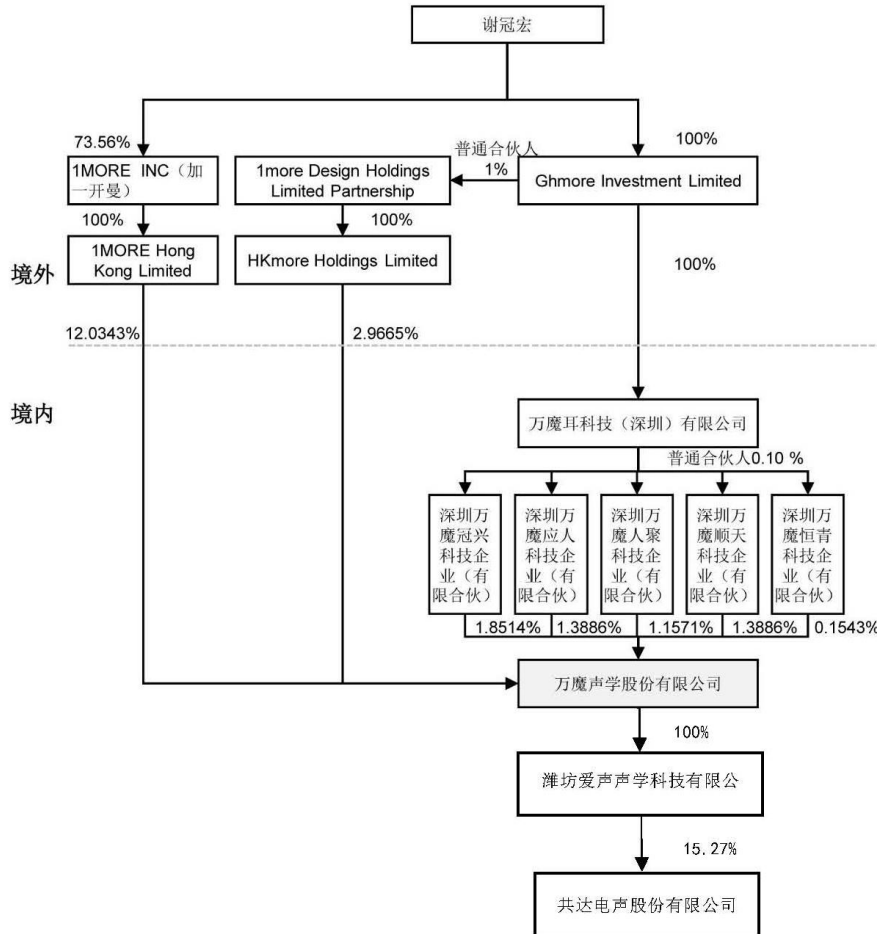 谢冠宏
73.56%
100%
普通合伙人
1%
1MORE INC（加
一开曼）
1more Design Holdings
Limited Partnership
Ghmore Investment Limited
100%
100%
1MORE Hong
Kong Limited
HKmore Holdings Limited
100%
境外
12.0343%
2.9665%
境内
万魔耳科技（深圳）有限公司
普通合伙人0.10 %
深圳万
魔冠兴
科技企
业（有
限合伙）
深圳万
魔应人
科技企
业（有
限合伙）
深圳万
魔人聚
科技企
业（有
限合伙）
深圳万
魔顺天
科技企
业（有
限合伙）
深圳万
魔恒青
科技企
业（有
限合伙）
1.8514%
1.3886%
1.1571%
1.3886%
0.1543%
万魔声学股份有限公司
100%
潍坊爱声声学科技有限公
15.27%
共达电声股份有限公司